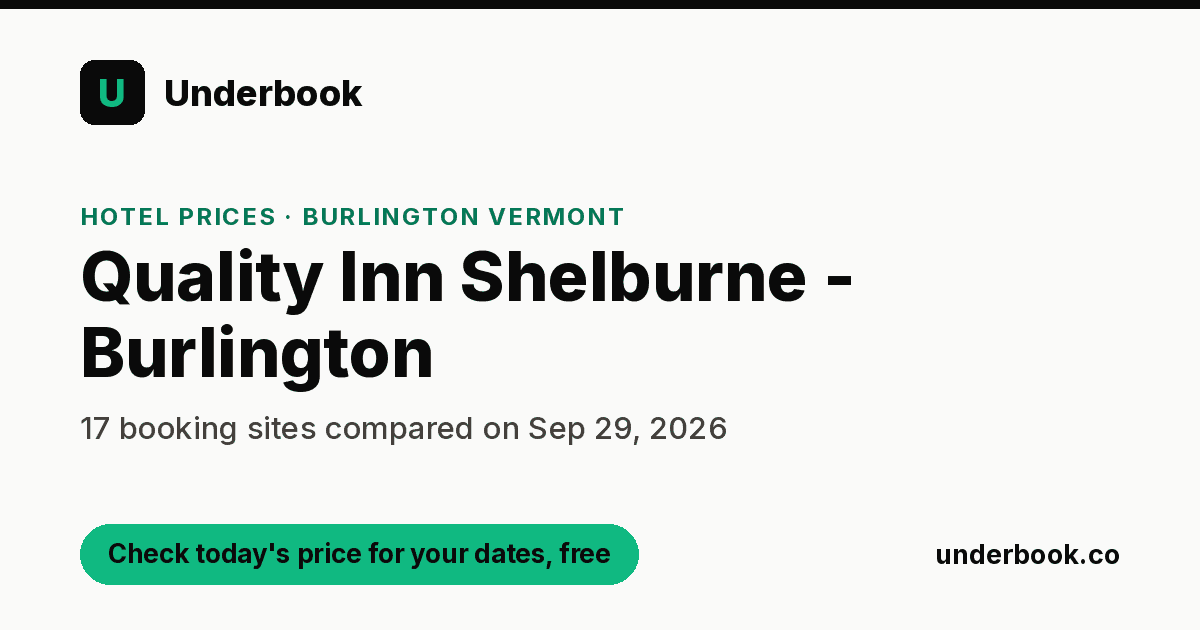 U Underbook
HOTEL PRICES · BURLINGTON VERMONT
Quality Inn Shelburne -
Burlington
17 booking sites compared on Sep 29, 2026
Check today's price for your dates, free
underbook.co